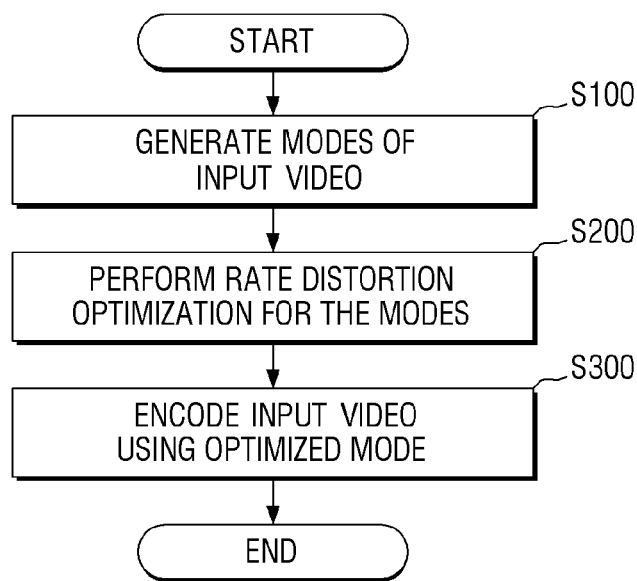 START
S100
GENERATE MODES OF
INPUT VIDEO
S200
PERFORM RATE DISTORTION
OPTIMIZATION FOR THE MODES
S300
ENCODE INPUT VIDEO
USING OPTIMIZED MODE
END